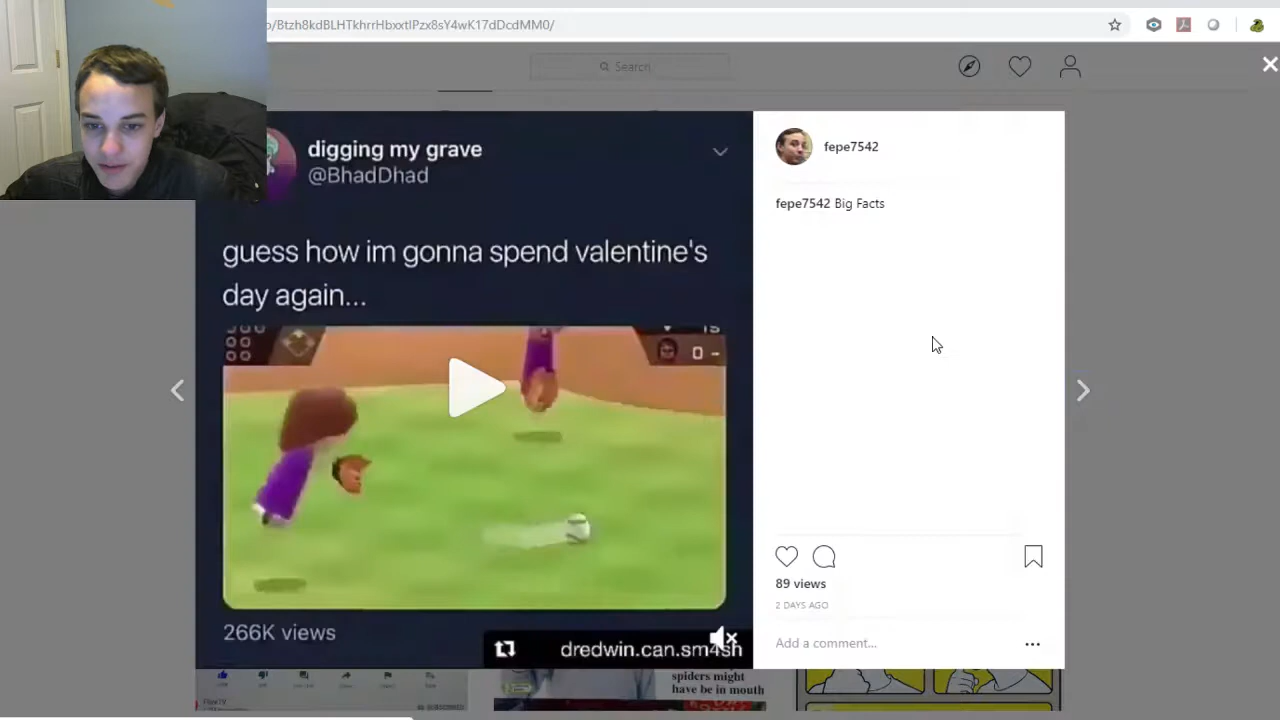 o/Btzh8kdBLHTkhrrHbxxtIPzx8sY4wK17dDcdMM0/
Search
digging my grave
@BhadDhad
guess how im gonna spend valentine's
day again...
0 -
266K views
dredwin.can.sm4sh
fepe7542
fepe7542 Big Facts
89 views
2 DAYS AGO
Add a comment...
spiders might
have be in mouth